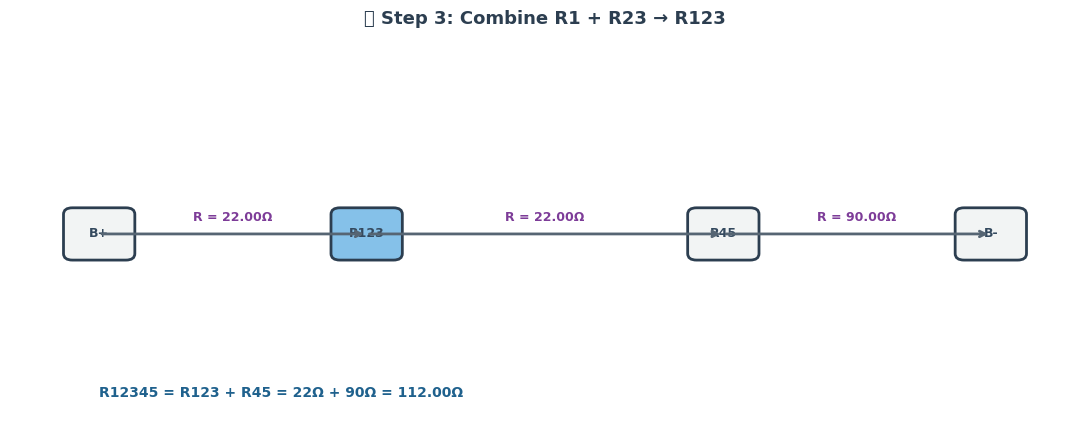 Step 3: Combine R1 + R23 → R123
R = 22.00Ω R = 22.00Ω R = 90.00Ω
B+ R123 R45 B-
R12345 = R123 + R45 = 22Ω + 90Ω = 112.00Ω